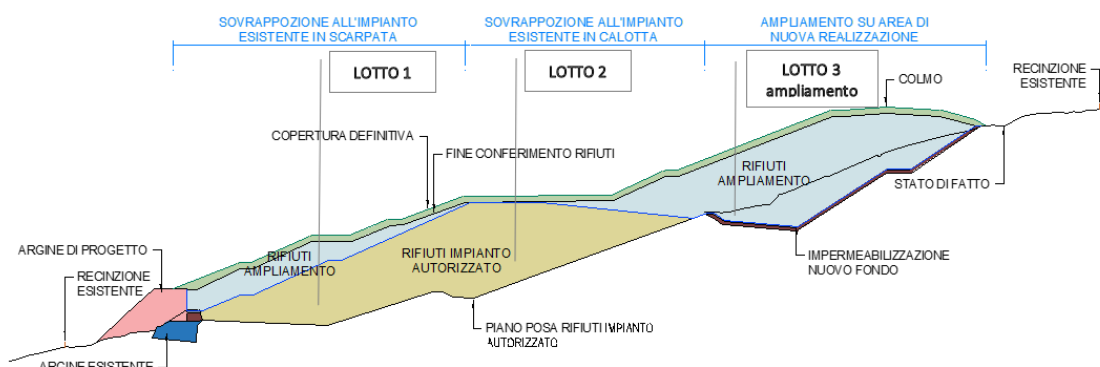 SOVRAPPOZIONE ALL'IMPIANTO
ESISTENTE IN SCARPATA
SOVRAPPOZIONE ALL'IMPIANTO
ESISTENTE IN CALOTTA
AMPLIAMENTO SU AREA DI
NUOVA REALIZZAZIONE
LOTTO 1
LOTTO 2
LOTTO 3
ampliamento
RECINZIONE
ESISTENTE
COLMO
COPERTURA DEFINITIVA
FINE CONFERIMENTO RIFIUTI
RIFIUTI
AMPLIAMENTO
STATO DI FATTO
ARGINE DI PROGETTO
RIFIUTI
AMPLIAMENTO
RIFIUTI IMPIANTO
AUTORIZZATO
IMPERMEABILIZZAZIONE
NUOVO FONDO
RECINZIONE
ESISTENTE
PIANO POSA RIFIUTI IMPIANTO
AUTORIZZATO
ARGINE ESISTENTE